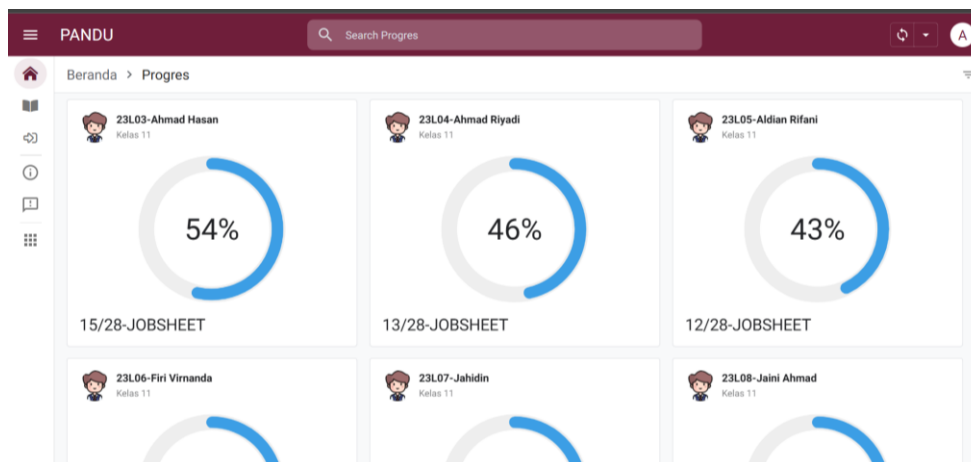 PANDU
Search Progres
A
Beranda > Progres
23L03-Ahmad Hasan
Kelas 11
54%
15/28-JOBSHEET
23L04-Ahmad Riyadi
Kelas 11
46%
13/28-JOBSHEET
23L05-Aldian Rifani
Kelas 11
43%
12/28-JOBSHEET
23L06-Firi Virnanda
Kelas 11
23L07-Jahidin
Kelas 11
23L08-Jaini Ahmad
Kelas 11